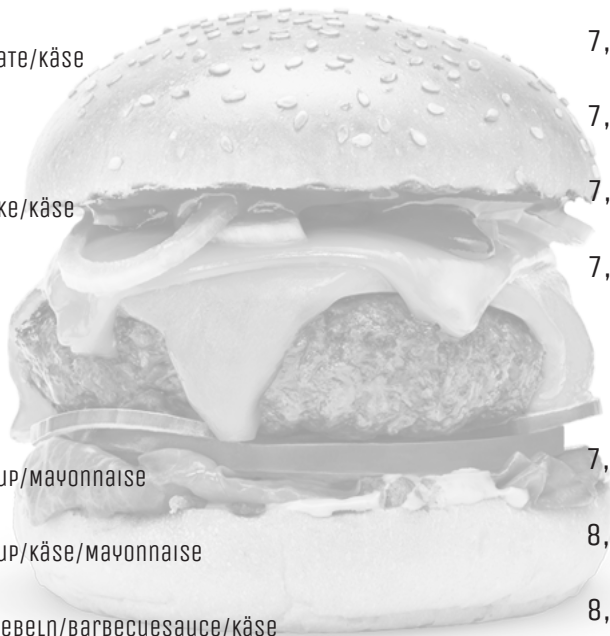 7,
ATE/KÄSE
7,
KE/KÄSE
7,
7,
7,
UP/MAYONNAISE
8,
UP/KÄSE/MAYONNAISE
8,
EBELN/BARBECUESAUCE/KÄSE